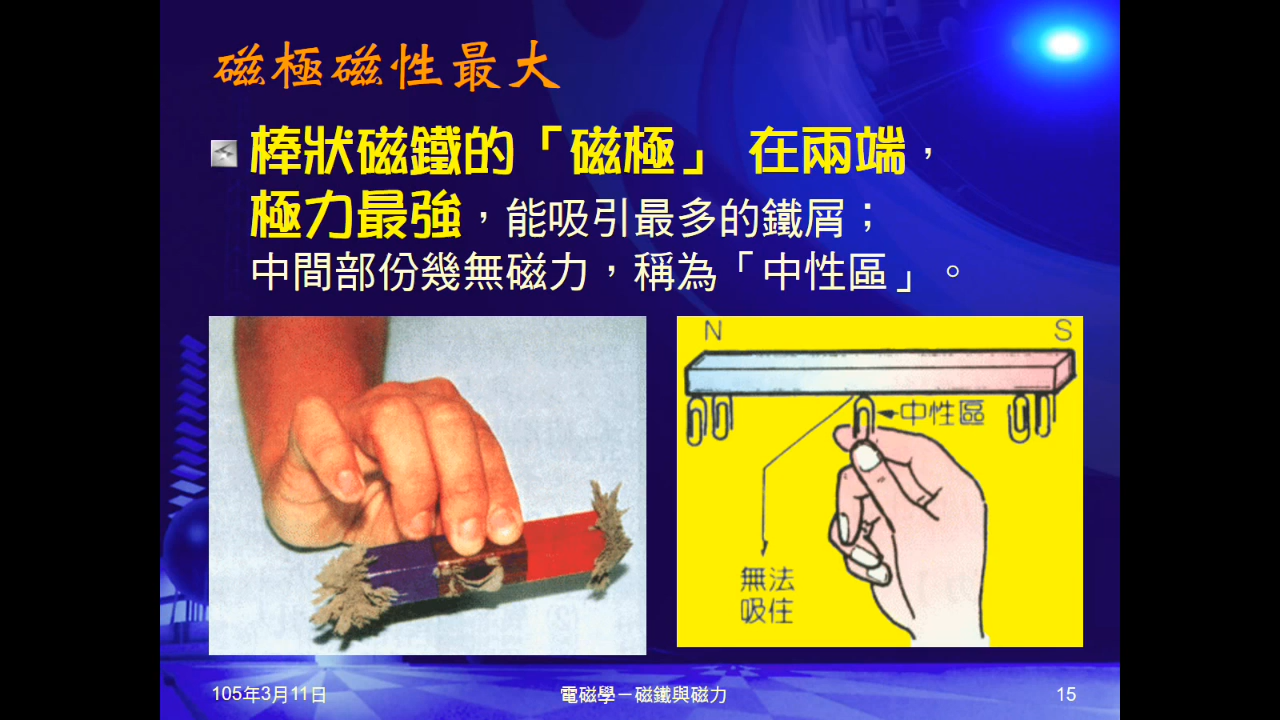 磁極磁性最大
棒狀磁鐵的「磁極」 在兩端，
極力最強，能吸引最多的鐵屑；
中間部份幾無磁力，稱為「中性區」。
N
S
中性區
無法
吸住
105年3月11日
電磁學－磁鐵與磁力
15